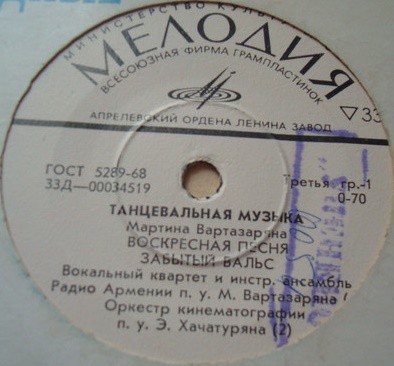 МИНИСТЕРСТВО КУЛЬТ
МЕЛОДИЯ
ВСЕСОЮЗНАЯ ФИРМА ГРАМПЛАСТИНОК
АПРЕЛЕВСКИЙ ОРДЕНА ЛЕНИНА ЗАВОД
▽33
ГОСТ 5289-68
33Д—00034519
Третья гр.-1
0-70
ТАНЦЕВАЛЬНАЯ МУЗЫКА
Мартина Вартазаряна
ВОСКРЕСНАЯ ПЕСНЯ
ЗАБЫТЫЙ ВАЛЬС
Вокальный квартет и инстр. ансамбль
Радио Армении п. у. М. Вартазаряна (
Оркестр кинематографии
п. у. Э. Хачатуряна (2)